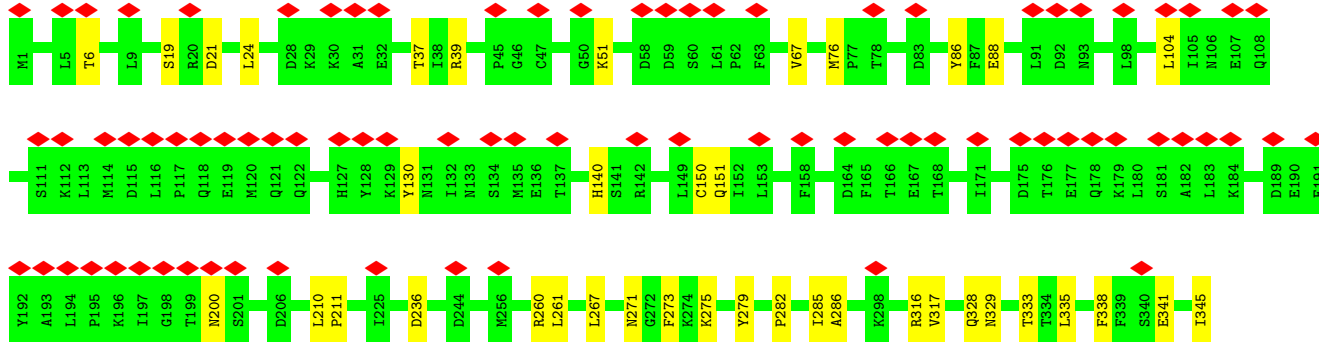 M1 L5 T6 L9 S19 R20 D21 L24 D28 K29 K30 A31 E32 T37 I38 R39 P45 G46 C47 G50 K51 D58 D59 S60 L61 P62 F63 V67 M76 P77 T78 D83 Y86 F87 E88 L91 D92 N93 L98 L104 I105 N106 E107 Q108
S111 K112 L113 M114 D115 L116 P117 Q118 E119 M120 Q121 Q122 H127 Y128 K129 Y130 N131 I132 N133 S134 M135 E136 T137 H140 S141 R142 L149 C150 Q151 I152 L153 F158 D164 F165 T166 E167 T168 I171 D175 T176 E177 Q178 K179 L180 S181 A182 L183 K184 D189 E190 E191
Y192 A193 L194 P195 K196 I197 G198 T199 N200 S201 D206 L210 P211 I225 D236 D244 M256 R260 L261 L267 N271 G272 F273 K274 K275 Y279 P282 I285 A286 K298 R316 V317 Q328 N329 T333 T334 L335 F338 F339 S340 E341 I345